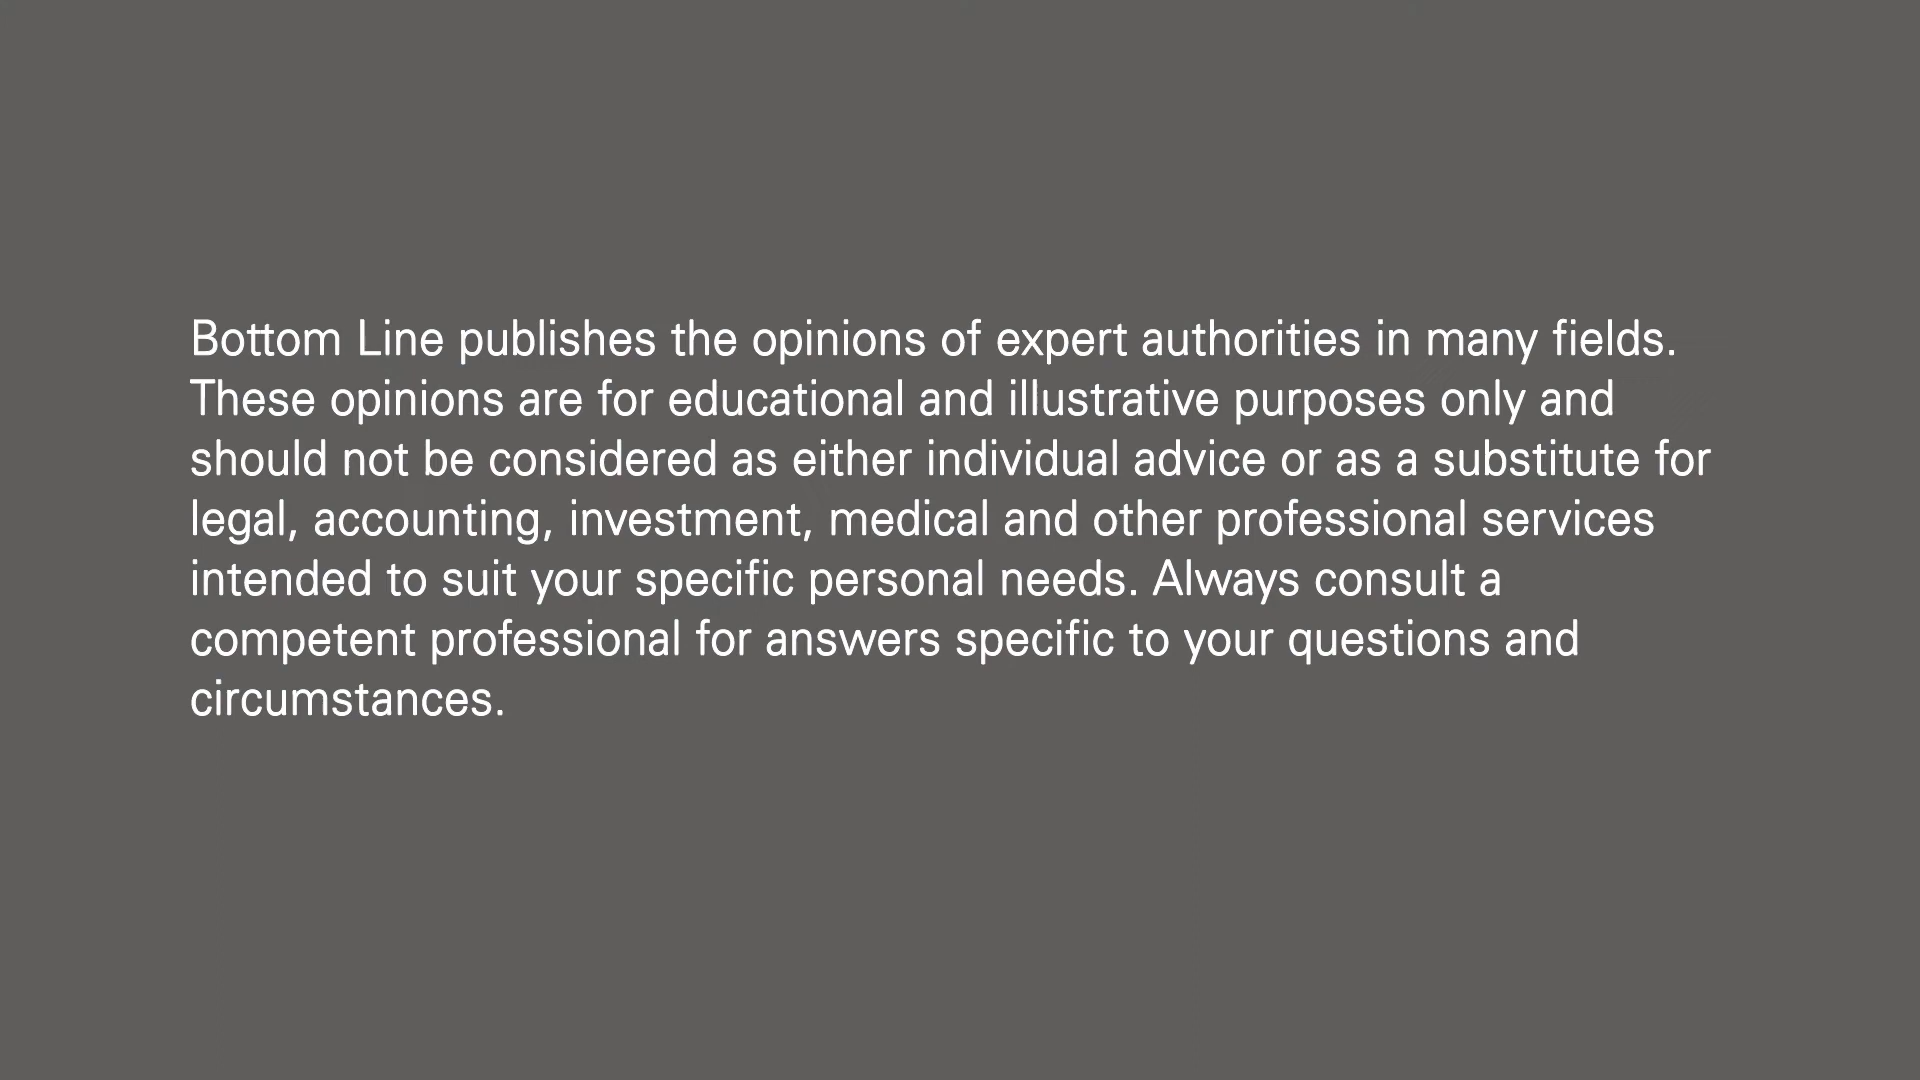 Bottom Line publishes the opinions of expert authorities in many fields.
These opinions are for educational and illustrative purposes only and
should not be considered as either individual advice or as a substitute for
legal, accounting, investment, medical and other professional services
intended to suit your specific personal needs. Always consult a
competent professional for answers specific to your questions and
circumstances.